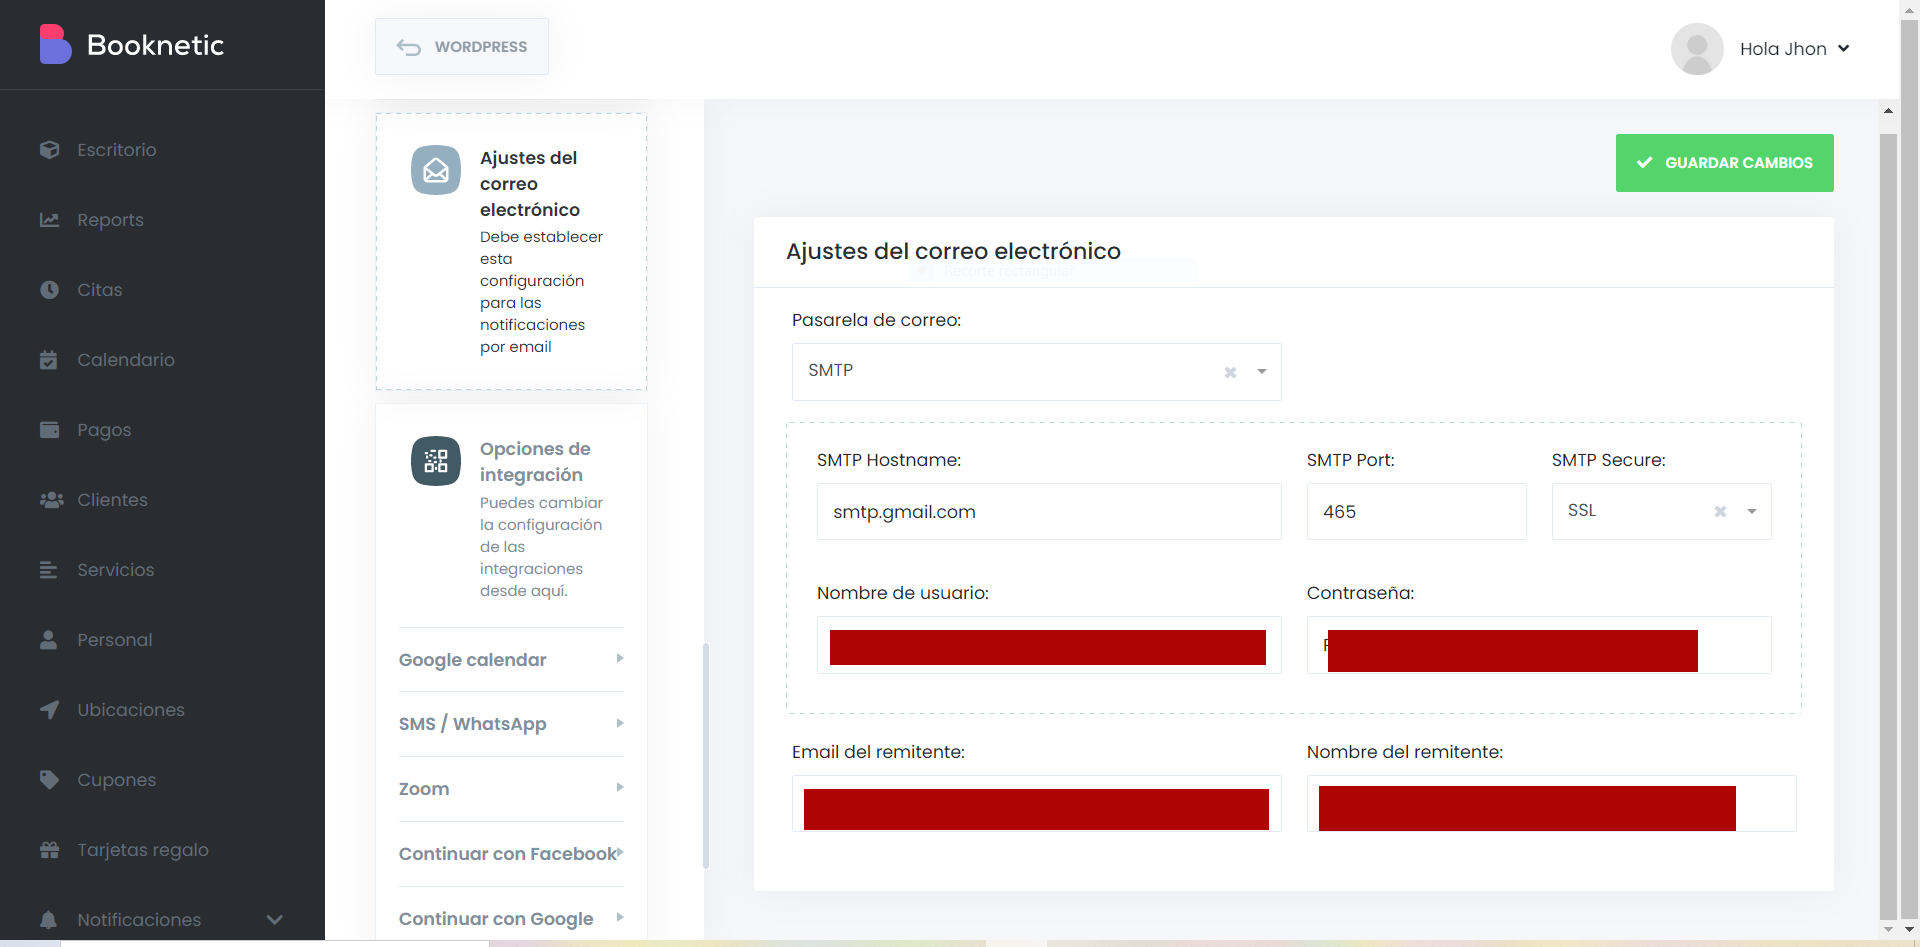 Booknetic
WORDPRESS
Hola Jhon
Escritorio
Reports
Citas
Calendario
Pagos
Clientes
Servicios
Personal
Ubicaciones
Cupones
Tarjetas regalo
Notificaciones
Ajustes del
correo
electrónico
Debe establecer
esta
configuración
para las
notificaciones
por email
Opciones de
integración
Puedes cambiar
la configuración
de las
integraciones
desde aquí.
Google calendar
SMS / WhatsApp
Zoom
Continuar con Facebook
Continuar con Google
GUARDAR CAMBIOS
Ajustes del correo electrónico
Recorte rectangular
Pasarela de correo:
SMTP
SMTP Hostname:
SMTP Port:
SMTP Secure:
smtp.gmail.com
465
SSL
Nombre de usuario:
Contraseña:
Email del remitente:
Nombre del remitente: